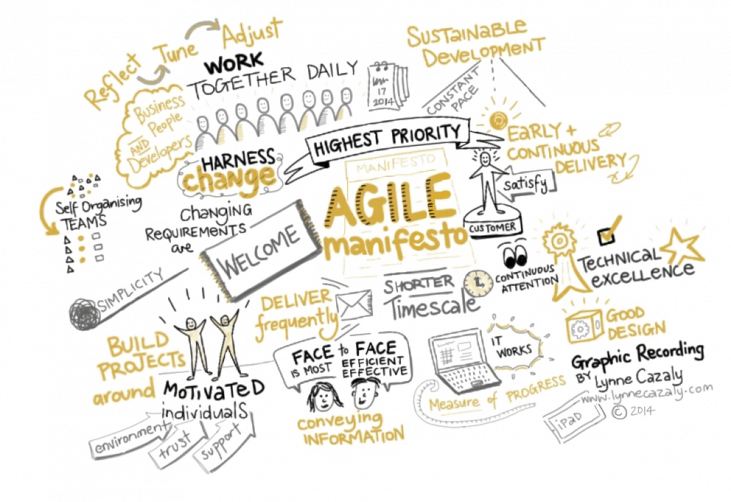 Reflect
Tune
Adjust
WORK
TOGETHER DAILY
Business
People
AND
Developers
17
2014
SUSTAINABLE
DEVELOPMENT
CONSTANT
PACE
HIGHEST PRIORITY
EARLY +
CONTINUOUS
DELIVERY
HARNESS
change
MANIFESTO
AGILE
manifesto
satisfy
CUSTOMER
Self Organising
TEAMS
CHANGING
REQUIREMENTS
are
WELCOME
SIMPLICITY
DELIVER
frequently
SHORTER
Timescale
CONTINUOUS
ATTENTION
TECHNICAL
EXCELLENCE
BUILD
PROJECTS
around
MOTIVATED
individuals
environment
trust
support
FACE to FACE
IS MOST EFFICIENT
EFFECTIVE
conveying
INFORMATION
IT
WORKS
Measure of PROGRESS
GOOD
DESIGN
Graphic Recording
BY Lynne Cazaly
www.lynnecazaly.com
© 2014
iPad